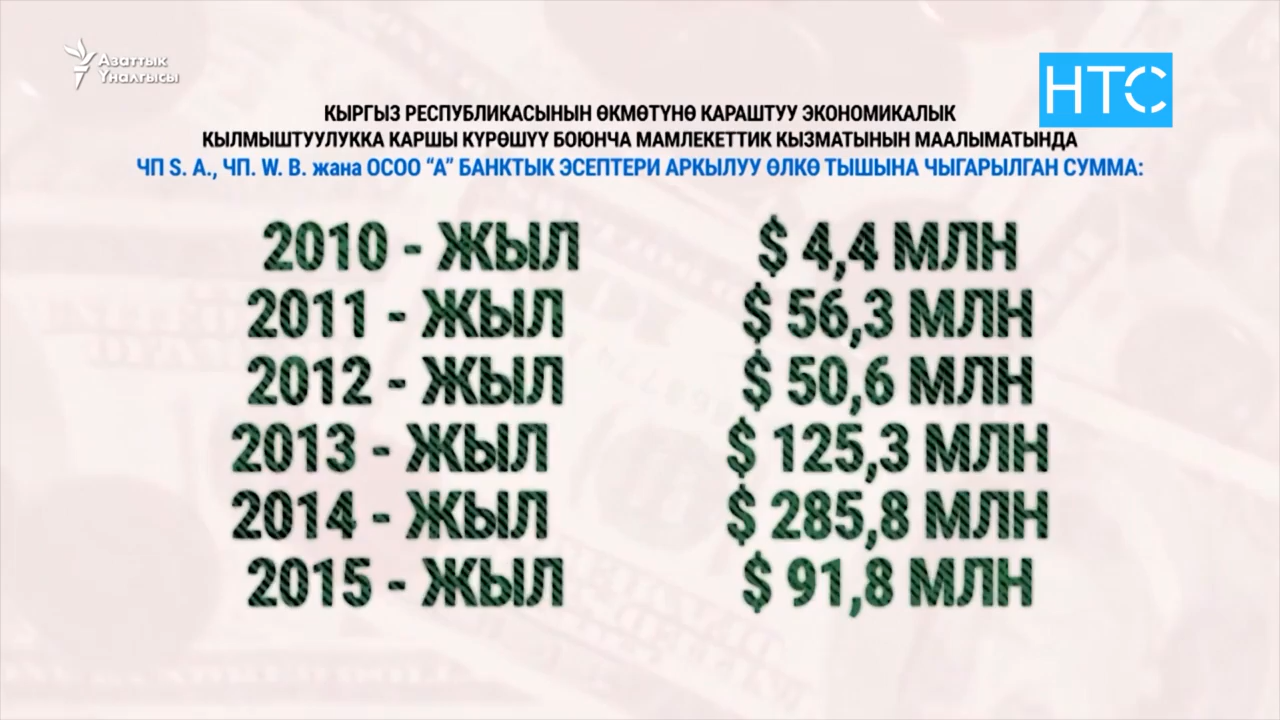 Азаттык
Үналгысы
НТС
КЫРГЫЗ РЕСПУБЛИКАСЫНЫН ӨКМӨТҮНӨ КАРАШТУУ ЭКОНОМИКАЛЫК
КЫЛМЫШТУУЛУККА КАРШЫ КҮРӨШҮҮ БОЮНЧА МАМЛЕКЕТТИК КЫЗМАТЫНЫН МААЛЫМАТЫНДА
ЧП S. A., ЧП. W. B. жана ОСОО “А” БАНКТЫК ЭСЕПТЕРИ АРКЫЛУУ ӨЛКӨ ТЫШЫНА ЧЫГАРЫЛГАН СУММА:
2010 - ЖЫЛ $ 4,4 МЛН
2011 - ЖЫЛ $ 56,3 МЛН
2012 - ЖЫЛ $ 50,6 МЛН
2013 - ЖЫЛ $ 125,3 МЛН
2014 - ЖЫЛ $ 285,8 МЛН
2015 - ЖЫЛ $ 91,8 МЛН